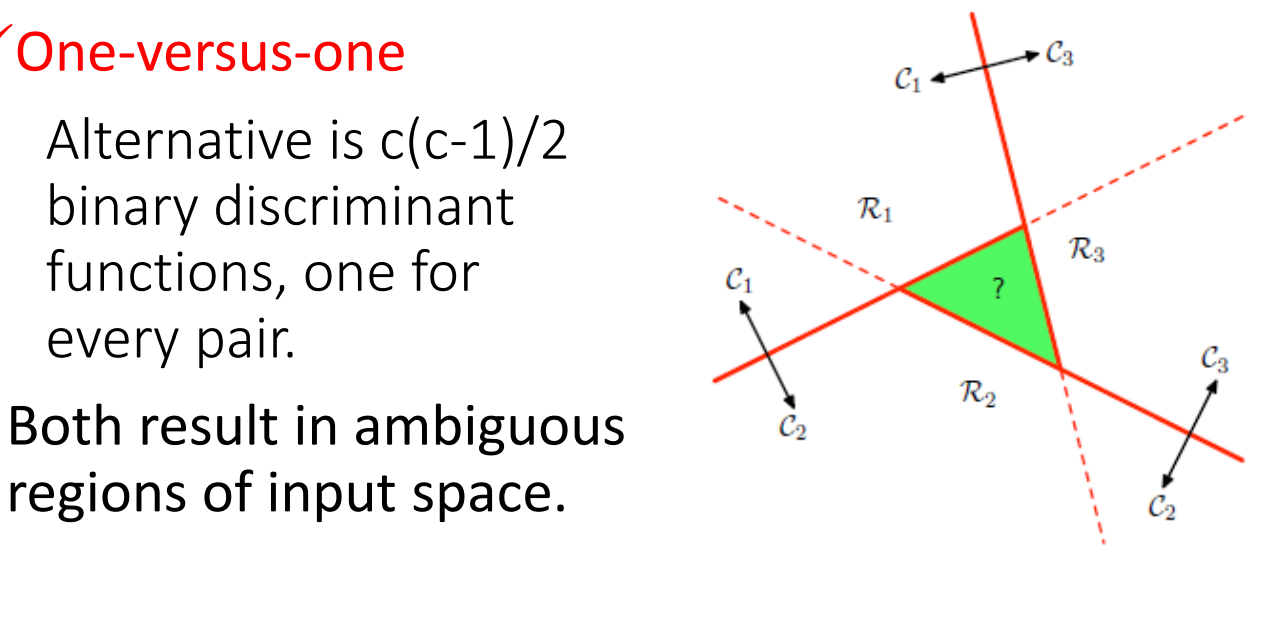 One-versus-one
Alternative is c(c-1)/2
binary discriminant
functions, one for
every pair.
Both result in ambiguous
regions of input space.
C₁
C₃
R₁
R₃
C₁
?
C₃
R₂
C₂
C₂